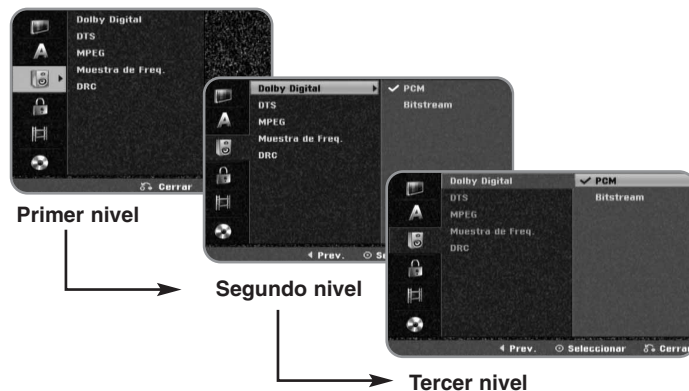 Dolby Digital
DTS
MPEG
Muestra de Freq.
DRC
Cerrar
Primer nivel
Dolby Digital
DTS
MPEG
Muestra de Freq.
DRC
PCM
Bitstream
Prev.
Segundo nivel
Dolby Digital
DTS
MPEG
Muestra de Freq.
DRC
PCM
Bitstream
Prev. Seleccionar Cerrar
Tercer nivel